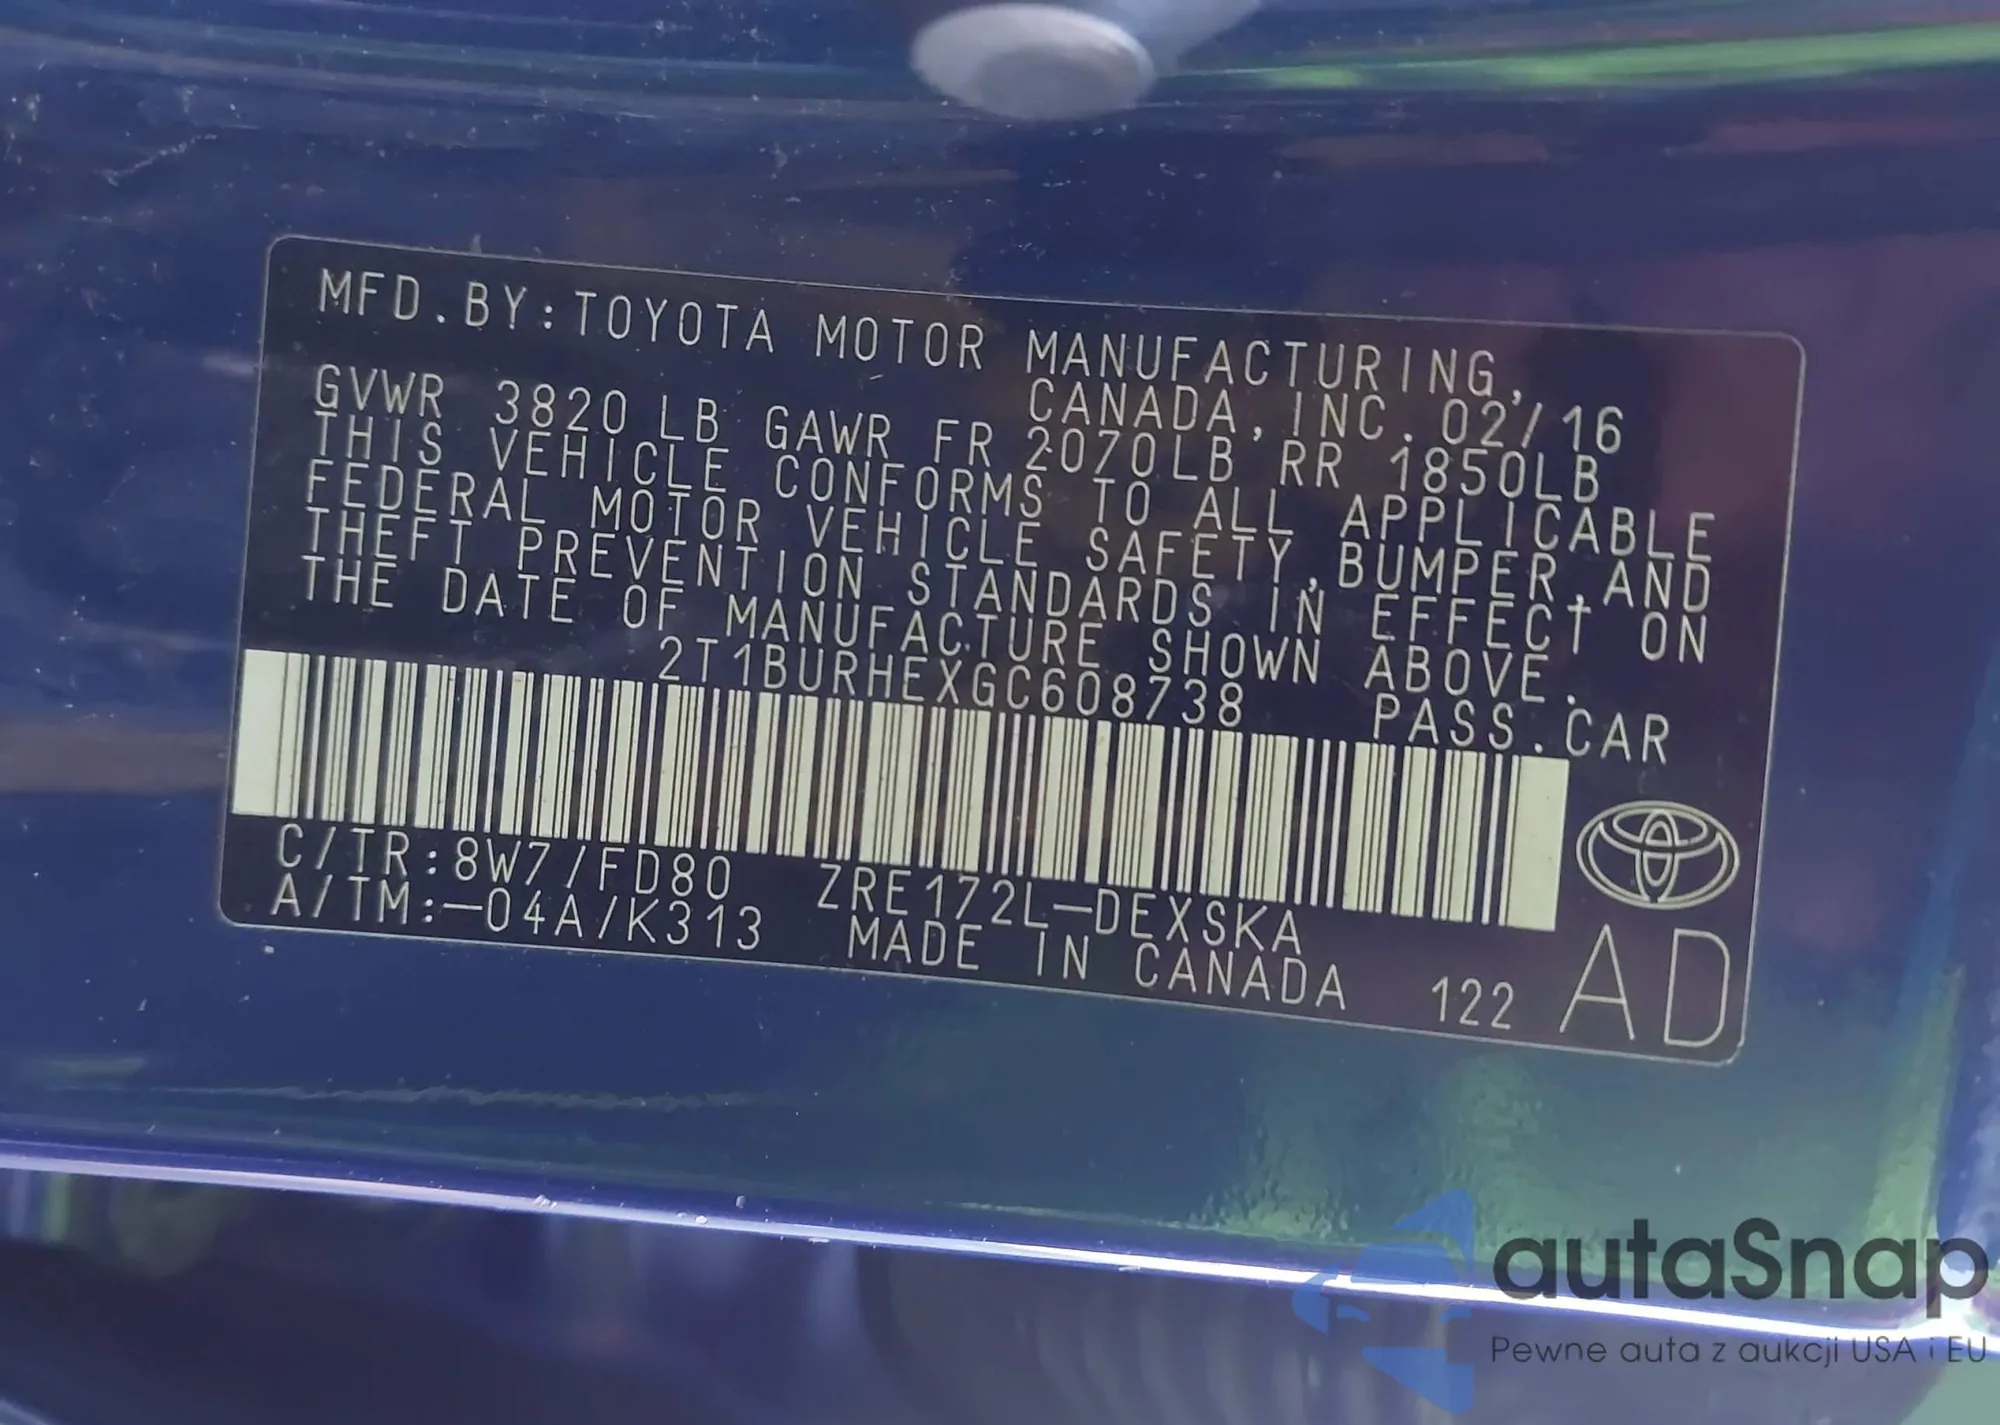 MFD.BY:TOYOTA MOTOR MANUFACTURING,
CANADA,INC.02/16
GVWR 3820LB GAWR FR 2070LB RR 1850LB
THIS VEHICLE CONFORMS TO ALL APPLICABLE
FEDERAL MOTOR VEHICLE SAFETY,BUMPER,AND
THEFT PREVENTION STANDARDS IN EFFECT ON
THE DATE OF MANUFACTURE SHOWN ABOVE.
2T1BURHEXGC608738 PASS.CAR
C/TR:8W7/FD80 ZRE172L-DEXSKA
A/TM:-04A/K313 MADE IN CANADA 122 AD
autaSnap
Pewne auta z aukcji USA i EU